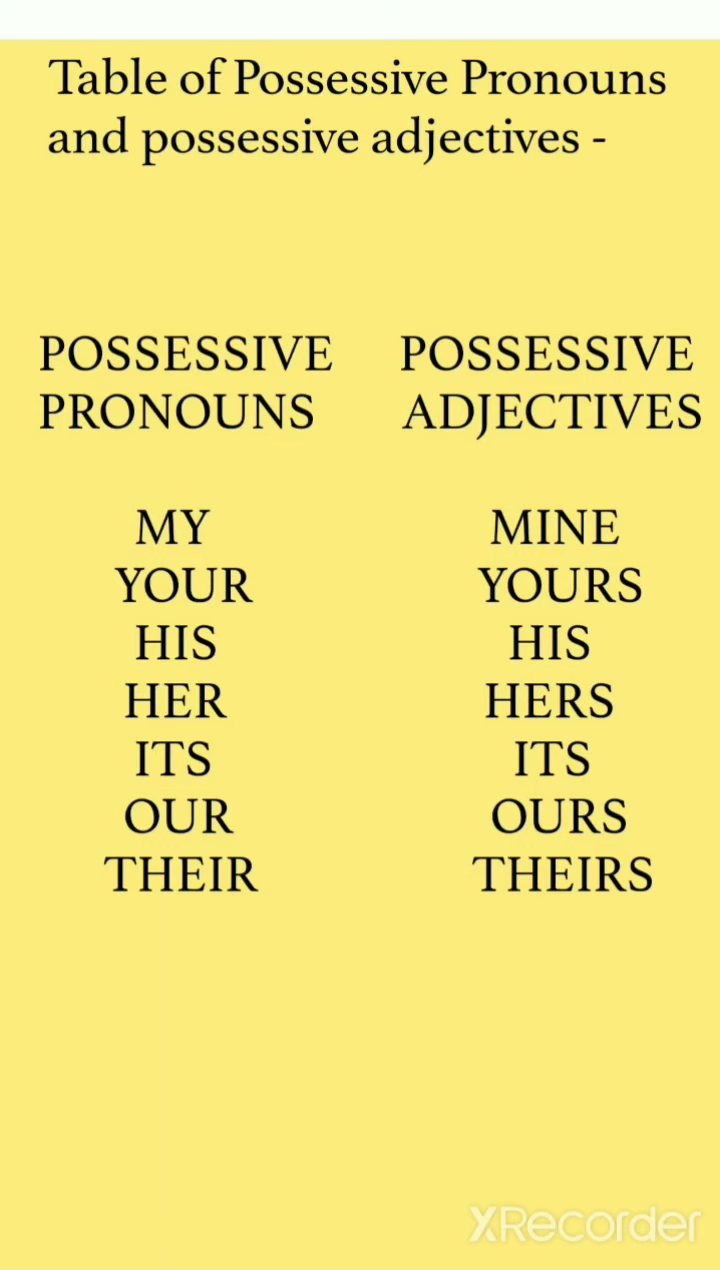 Table of Possessive Pronouns
and possessive adjectives -
POSSESSIVE POSSESSIVE
PRONOUNS ADJECTIVES
MY MINE
YOUR YOURS
HIS HIS
HER HERS
ITS ITS
OUR OURS
THEIR THEIRS
XRecorder